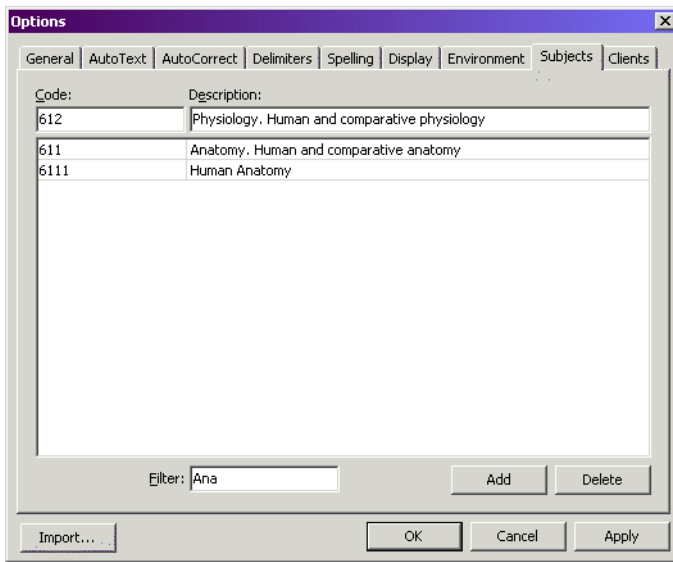 Options
General AutoText AutoCorrect Delimiters Spelling Display Environment Subjects Clients
Code: Description:
612 Physiology. Human and comparative physiology
611 Anatomy. Human and comparative anatomy
6111 Human Anatomy
Filter: Ana Add Delete
Import... OK Cancel Apply